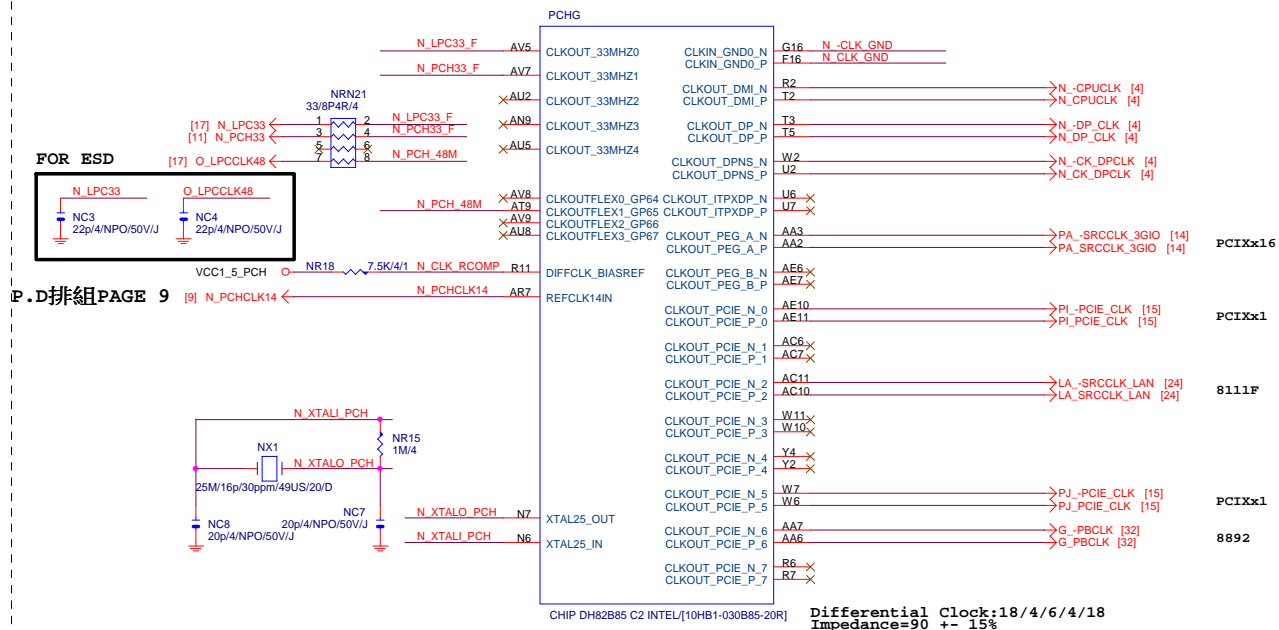 PCHG
N_LPC33_F AV5 CLKOUT_33MHZ0
N_PCH33_F AV7 CLKOUT_33MHZ1
AU2 CLKOUT_33MHZ2
AN9 CLKOUT_33MHZ3
AU5 CLKOUT_33MHZ4
NRN21
33/8P4R/4
[17] N_LPC33 1 2 N_LPC33_F
[11] N_PCH33 3 4 N_PCH33_F
5 6
[17] O_LPCCLK48 7 8 N_PCH_48M
FOR ESD
N_LPC33 O_LPCCLK48
NC3 NC4
22p/4/NPO/50V/J 22p/4/NPO/50V/J
AV8 CLKOUTFLEX0_GP64
N_PCH_48M AT9 CLKOUTFLEX1_GP65
AV9 CLKOUTFLEX2_GP66
AU8 CLKOUTFLEX3_GP67
VCC1_5_PCH NR18 7.5K/4/1 N_CLK_RCOMP R11 DIFFCLK_BIASREF
P.D排組PAGE 9 [9] N_PCHCLK14 N_PCHCLK14 AR7 REFCLK14IN
N_XTALI_PCH
NR15
1M/4
NX1
N_XTALO_PCH
25M/16p/30ppm/49US/20/D
NC8
20p/4/NPO/50V/J
NC7
20p/4/NPO/50V/J
N_XTALO_PCH N7 XTAL25_OUT
N_XTALI_PCH N6 XTAL25_IN
CLKIN_GND0_N G16 N_-CLK_GND
CLKIN_GND0_P F16 N_CLK_GND
CLKOUT_DMI_N R2 N_-CPUCLK [4]
CLKOUT_DMI_P T2 N_CPUCLK [4]
CLKOUT_DP_N T3 N_-DP_CLK [4]
CLKOUT_DP_P T5 N_DP_CLK [4]
CLKOUT_DPNS_N W2 N_-CK_DPCLK [4]
CLKOUT_DPNS_P U2 N_CK_DPCLK [4]
CLKOUT_ITPXDP_N U6
CLKOUT_ITPXDP_P U7
CLKOUT_PEG_A_N AA3 PA_-SRCCLK_3GIO [14]
CLKOUT_PEG_A_P AA2 PA_SRCCLK_3GIO [14]
PCIXx16
CLKOUT_PEG_B_N AE6
CLKOUT_PEG_B_P AE7
CLKOUT_PCIE_N_0 AE10 PI_-PCIE_CLK [15]
CLKOUT_PCIE_P_0 AE11 PI_PCIE_CLK [15]
PCIXx1
CLKOUT_PCIE_N_1 AC6
CLKOUT_PCIE_P_1 AC7
CLKOUT_PCIE_N_2 AC11 LA_-SRCCLK_LAN [24]
CLKOUT_PCIE_P_2 AC10 LA_SRCCLK_LAN [24]
8111F
CLKOUT_PCIE_N_3 W11
CLKOUT_PCIE_P_3 W10
CLKOUT_PCIE_N_4 Y4
CLKOUT_PCIE_P_4 Y2
CLKOUT_PCIE_N_5 W7 PJ_-PCIE_CLK [15]
CLKOUT_PCIE_P_5 W6 PJ_PCIE_CLK [15]
PCIXx1
CLKOUT_PCIE_N_6 AA7 G_-PBCLK [32]
CLKOUT_PCIE_P_6 AA6 G_PBCLK [32]
8892
CLKOUT_PCIE_N_7 R6
CLKOUT_PCIE_P_7 R7
CHIP DH82B85 C2 INTEL/[10HB1-030B85-20R]
Differential Clock:18/4/6/4/18
Impedance=90 +- 15%